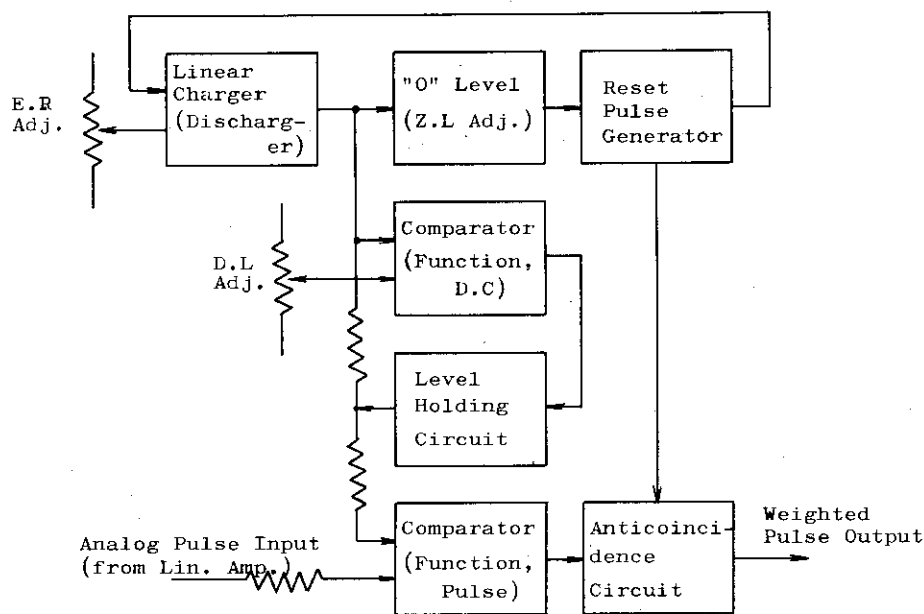 Linear
Charger
(Discharg-
er)
"O" Level
(Z.L Adj.)
Reset
Pulse
Generator
E.R
Adj.
Comparator
(Function,
D.C)
D.L
Adj.
Level
Holding
Circuit
Analog Pulse Input
(from Lin. Amp.)
Comparator
(Function,
Pulse)
Anticoinci-
dence
Circuit
Weighted
Pulse Output